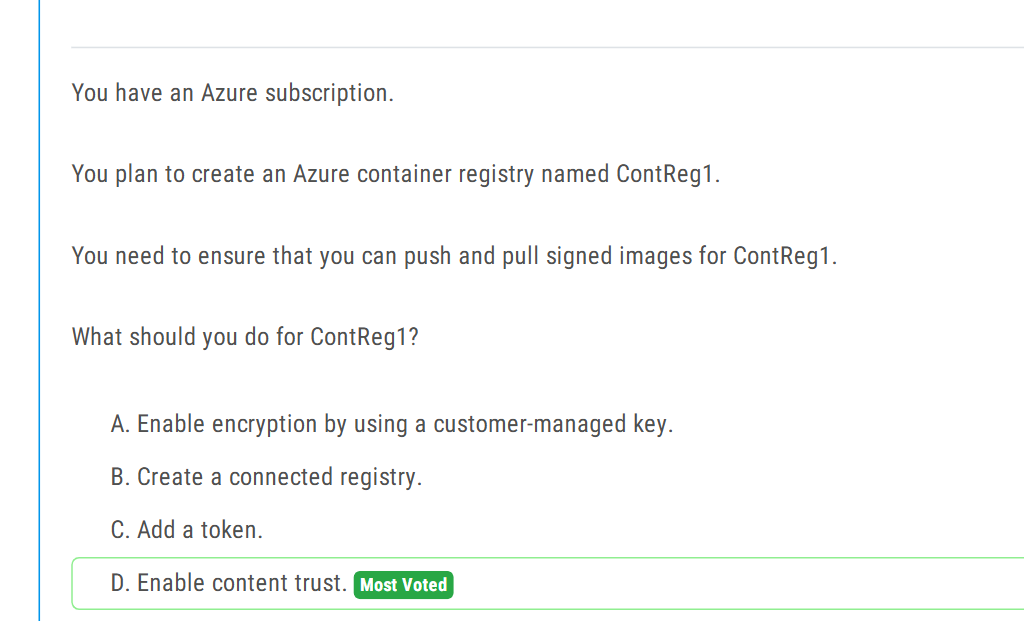 You have an Azure subscription.
You plan to create an Azure container registry named ContReg1.
You need to ensure that you can push and pull signed images for ContReg1.
What should you do for ContReg1?
A. Enable encryption by using a customer-managed key.
B. Create a connected registry.
C. Add a token.
D. Enable content trust. Most Voted